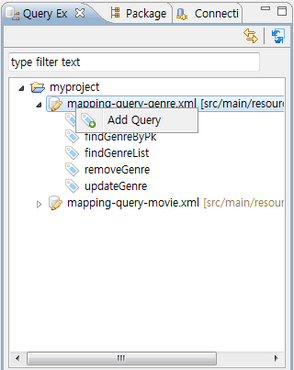 Query Ex Package Connecti
type filter text
myproject
mapping-query-genre.xml [src/main/resour
Add Query
findGenreByPk
findGenreList
removeGenre
updateGenre
mapping-query-movie.xml [src/main/resour